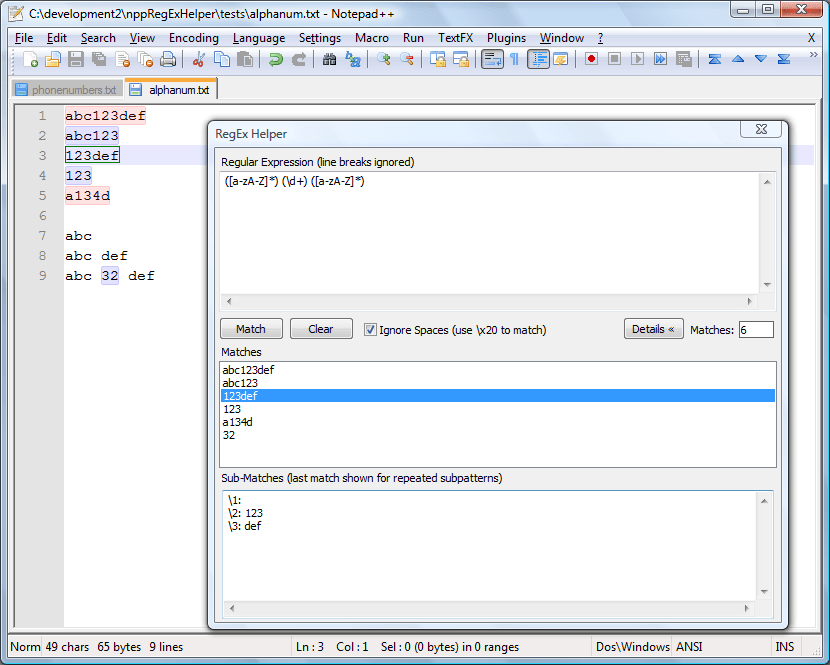 C:\development2\nppRegExHelper\tests\alphanum.txt - Notepad++
File Edit Search View Encoding Language Settings Macro Run TextFX Plugins Window ? X
phonenumbers.txt alphanum.txt
1 abc123def
2 abc123
3 123def
4 123
5 a134d
6
7 abc
8 abc def
9 abc 32 def
RegEx Helper
Regular Expression (line breaks ignored)
([a-zA-Z]*) (\d+) ([a-zA-Z]*)
Match Clear Ignore Spaces (use \x20 to match) Details « Matches: 6
Matches
abc123def
abc123
123def
123
a134d
32
Sub-Matches (last match shown for repeated subpatterns)
\1:
\2: 123
\3: def
Norm 49 chars 65 bytes 9 lines Ln : 3 Col : 1 Sel : 0 (0 bytes) in 0 ranges Dos\Windows ANSI INS